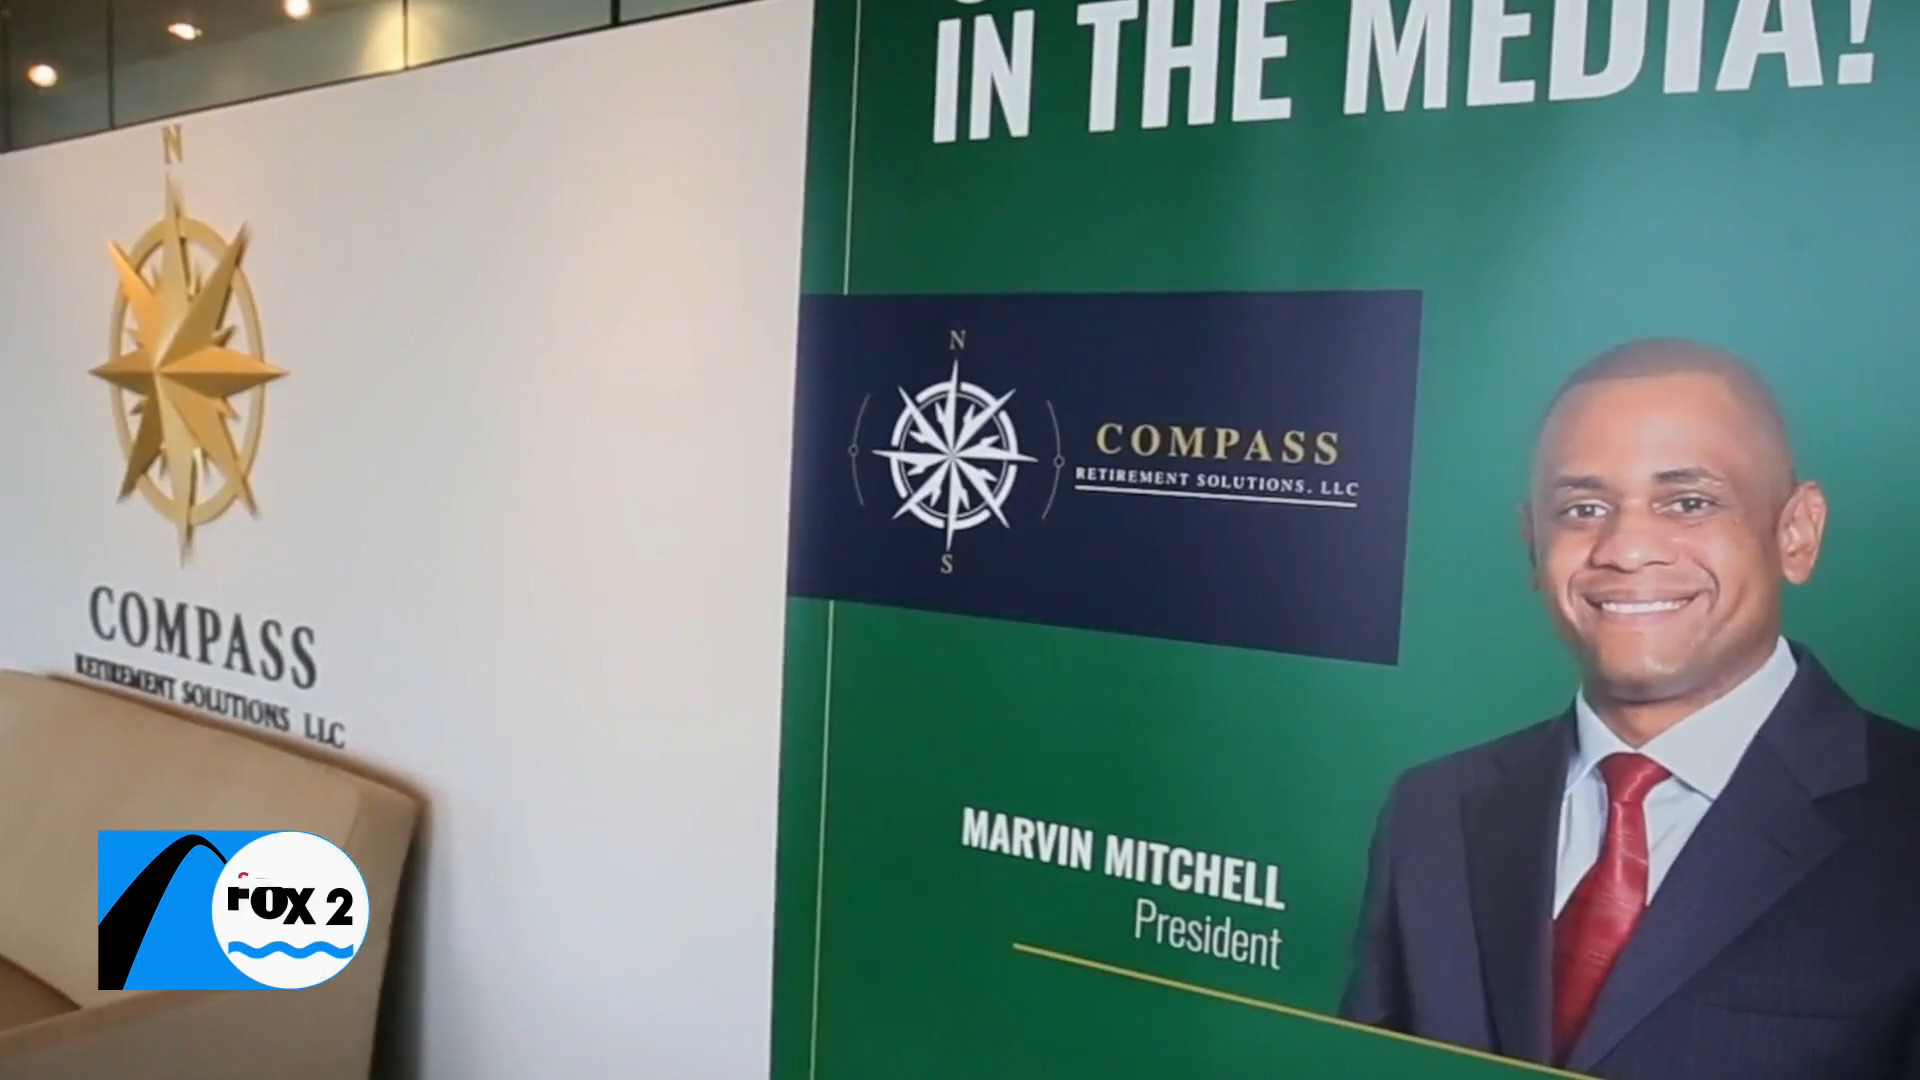 N
COMPASS
RETIREMENT SOLUTIONS LLC
IN THE MEDIA!
N
S
COMPASS
RETIREMENT SOLUTIONS, LLC
MARVIN MITCHELL
President
FOX 2